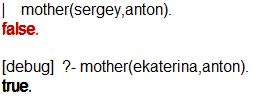 |    mother(sergey,anton).
false.
[debug]  ?- mother(ekaterina,anton).
true.